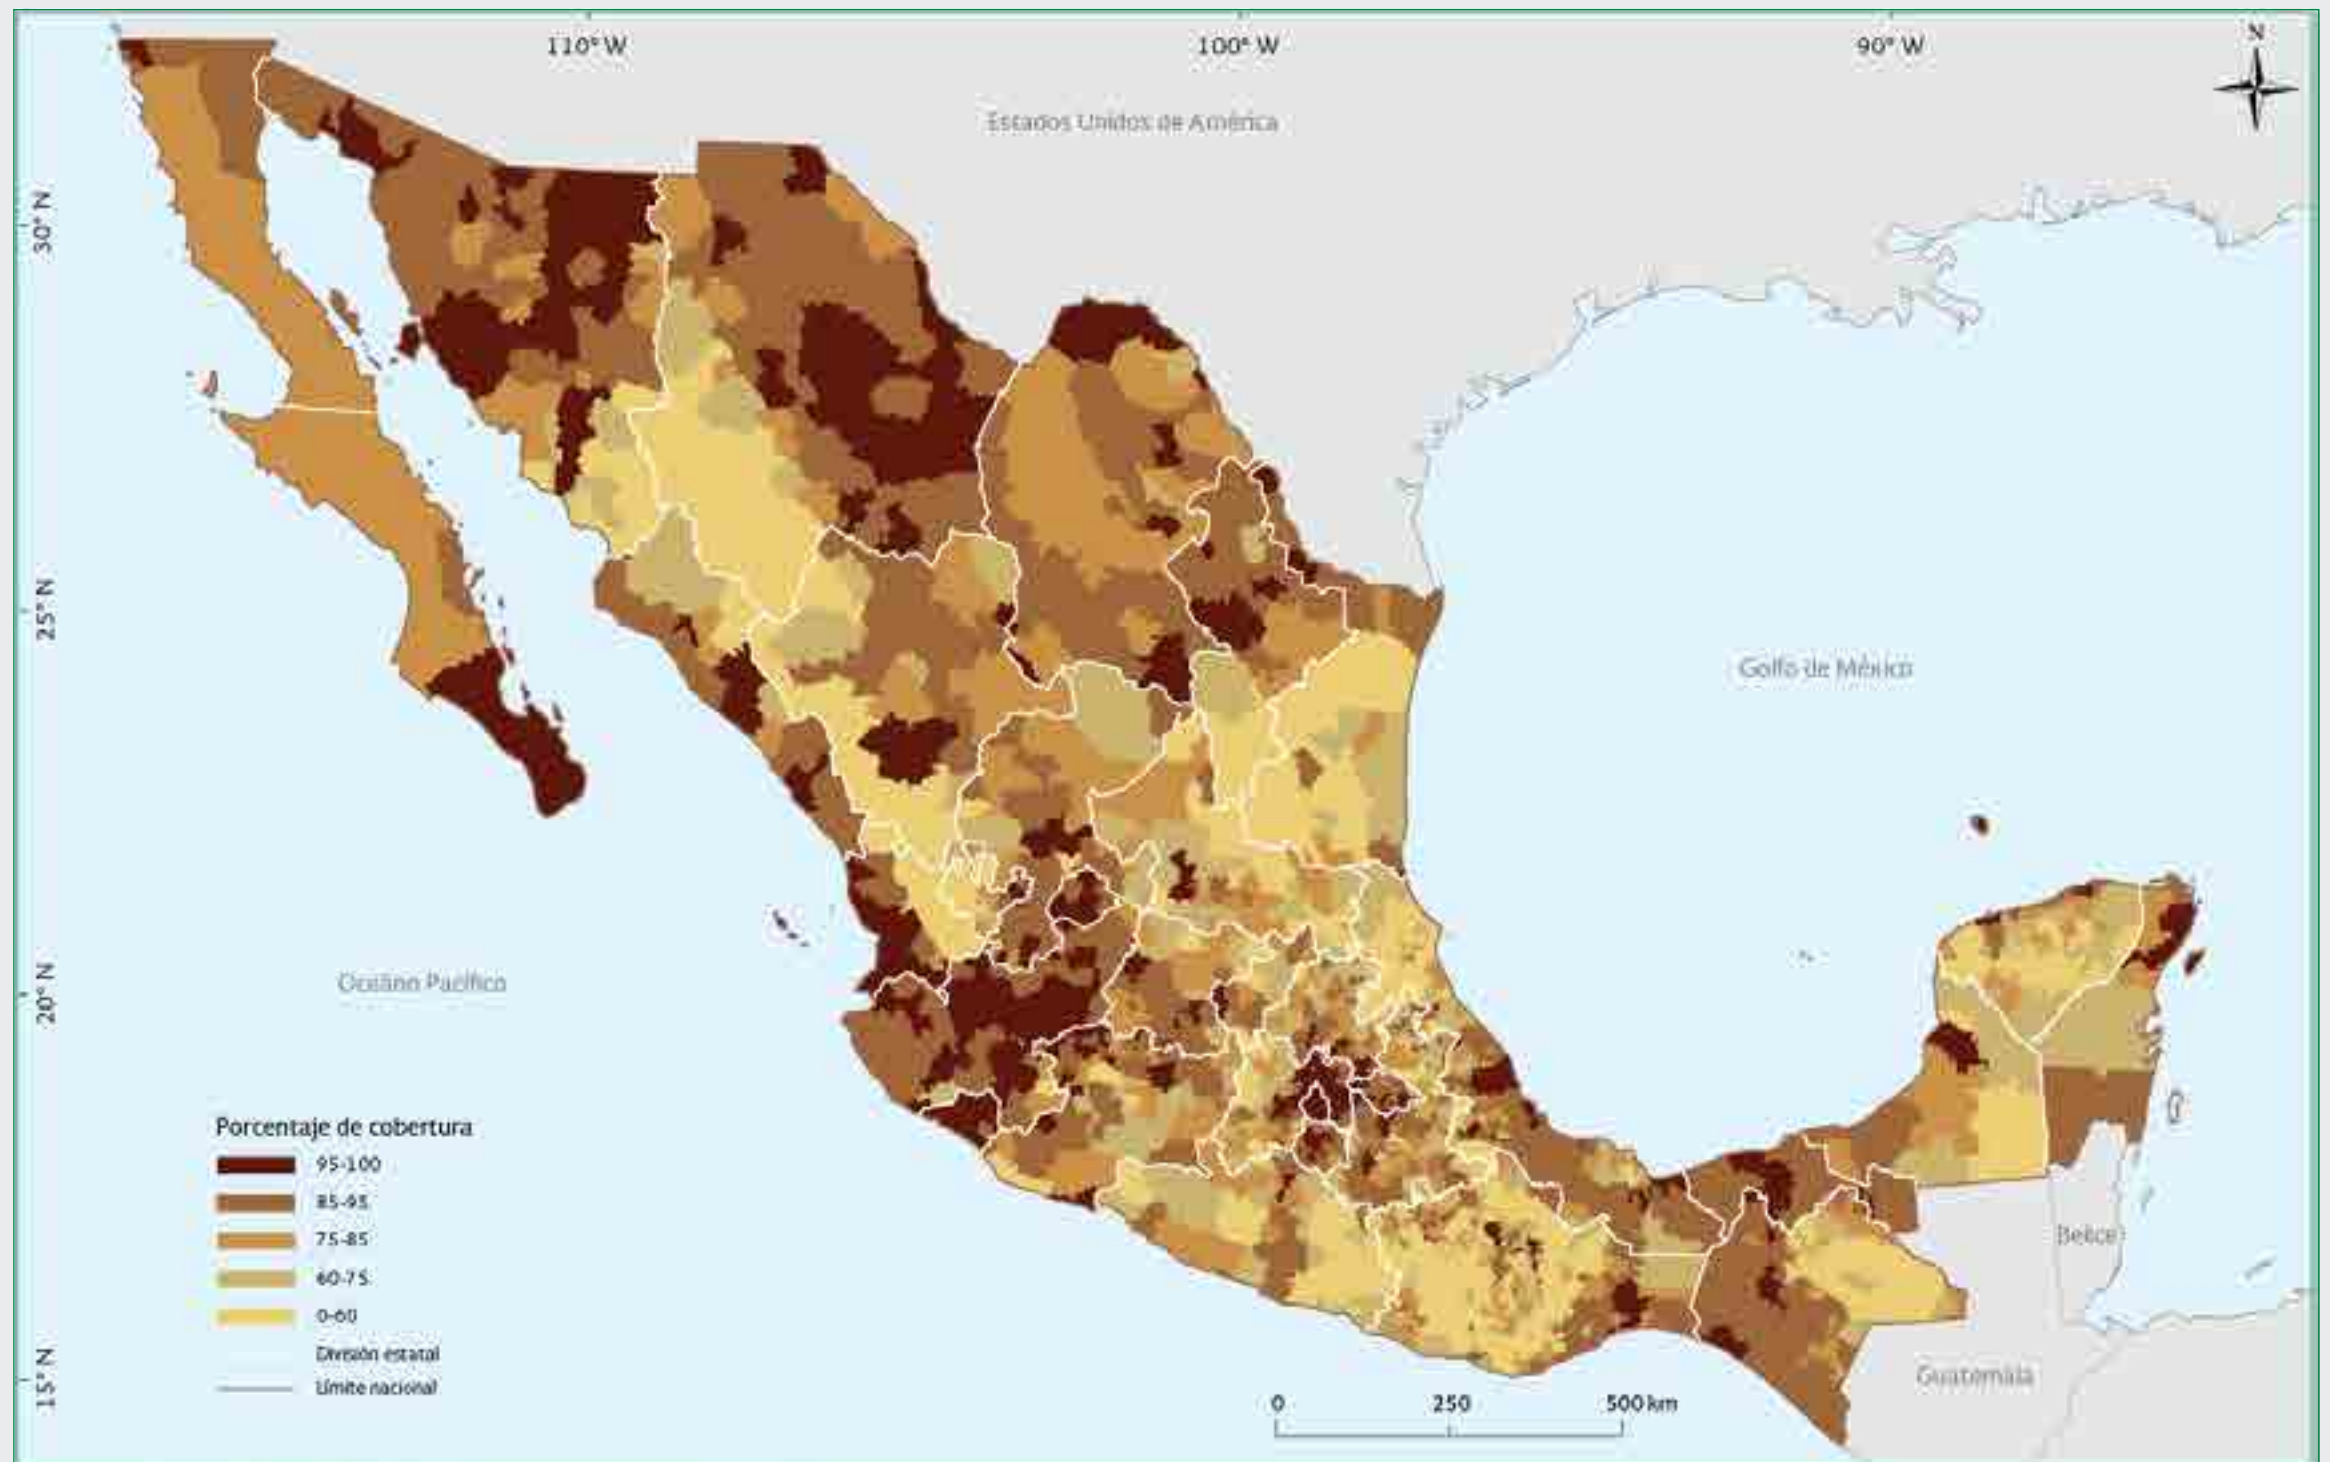 110° W
100° W
90° W
N
Estados Unidos de América
30° N
25° N
Golfo de México
20° N
Océano Pacífico
Porcentaje de cobertura
95-100
85-95
75-85
60-75
0-60
División estatal
Límite nacional
Belice
15° N
Guatemala
0 250 500 km